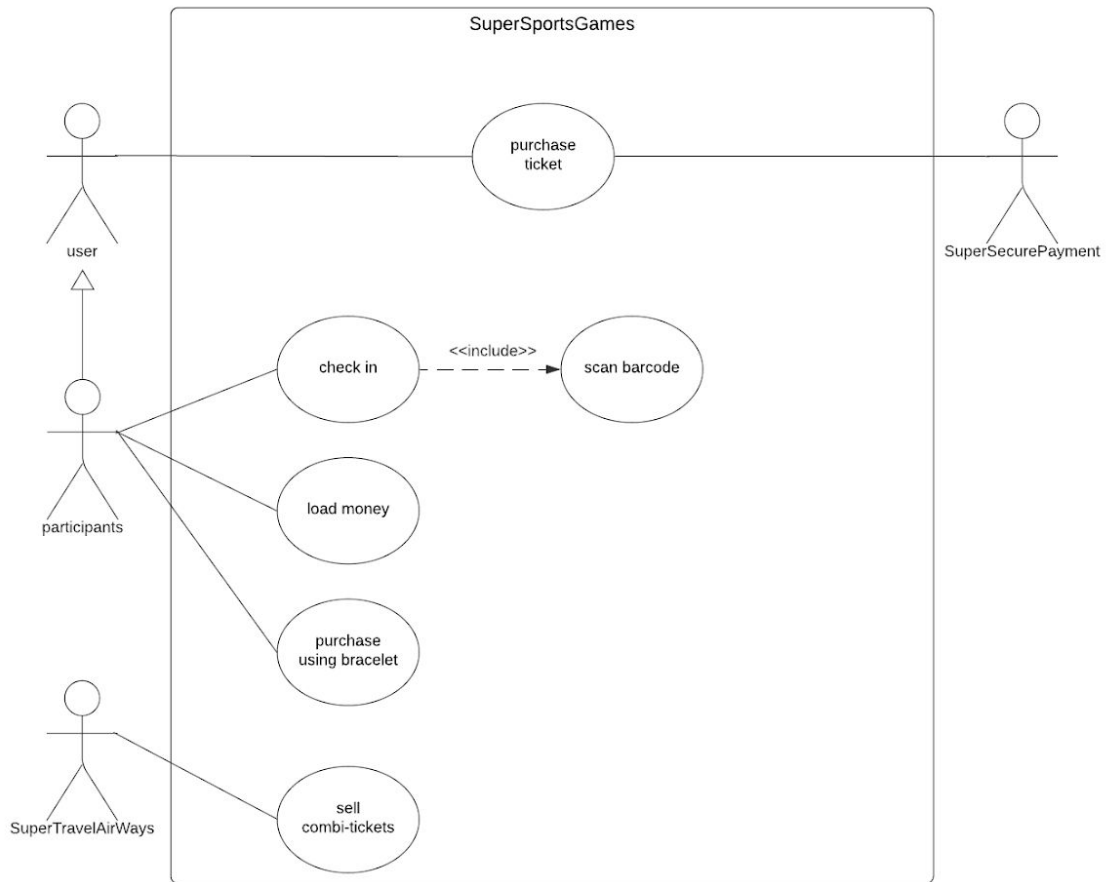 SuperSportsGames
purchase
ticket
user
SuperSecurePayment
check in
<<include>>
scan barcode
load money
participants
purchase
using bracelet
SuperTravelAirWays
sell
combi-tickets